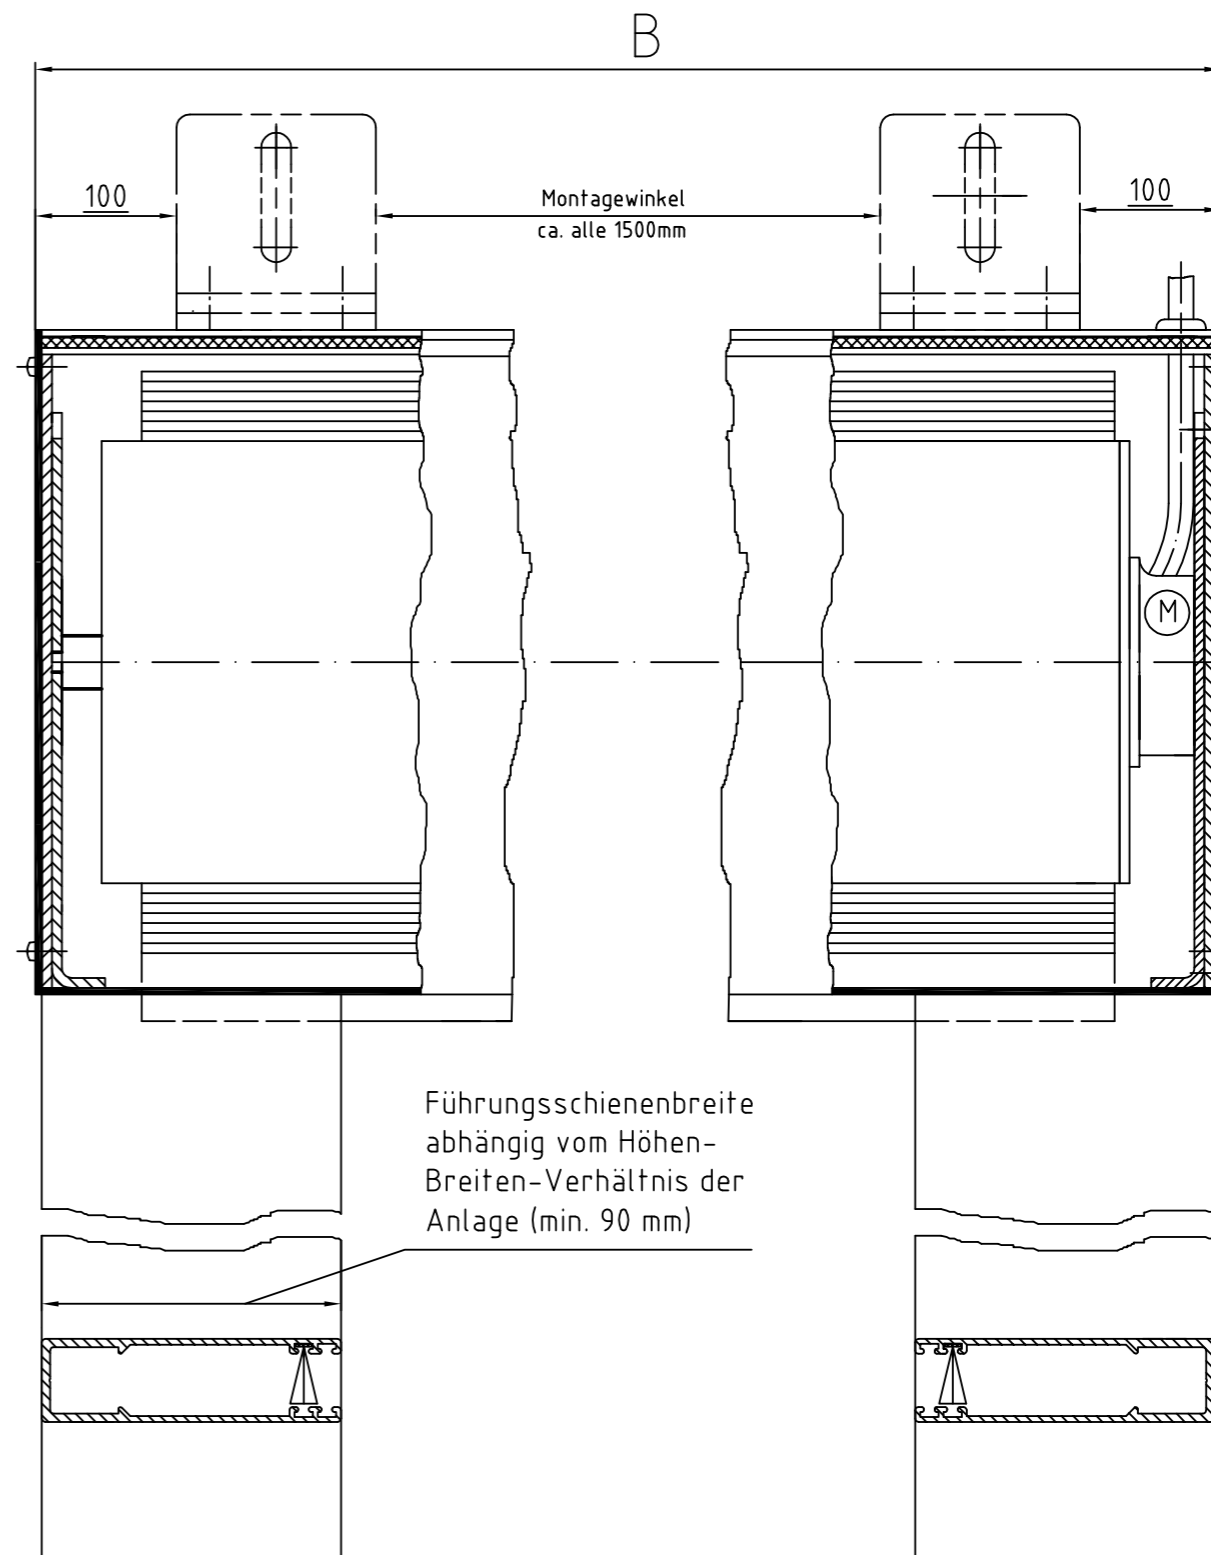 B
100
Montagewinkel
ca. alle 1500mm
100
M
Führungsschienenbreite
abhängig vom Höhen-
Breiten-Verhältnis der
Anlage (min. 90 mm)